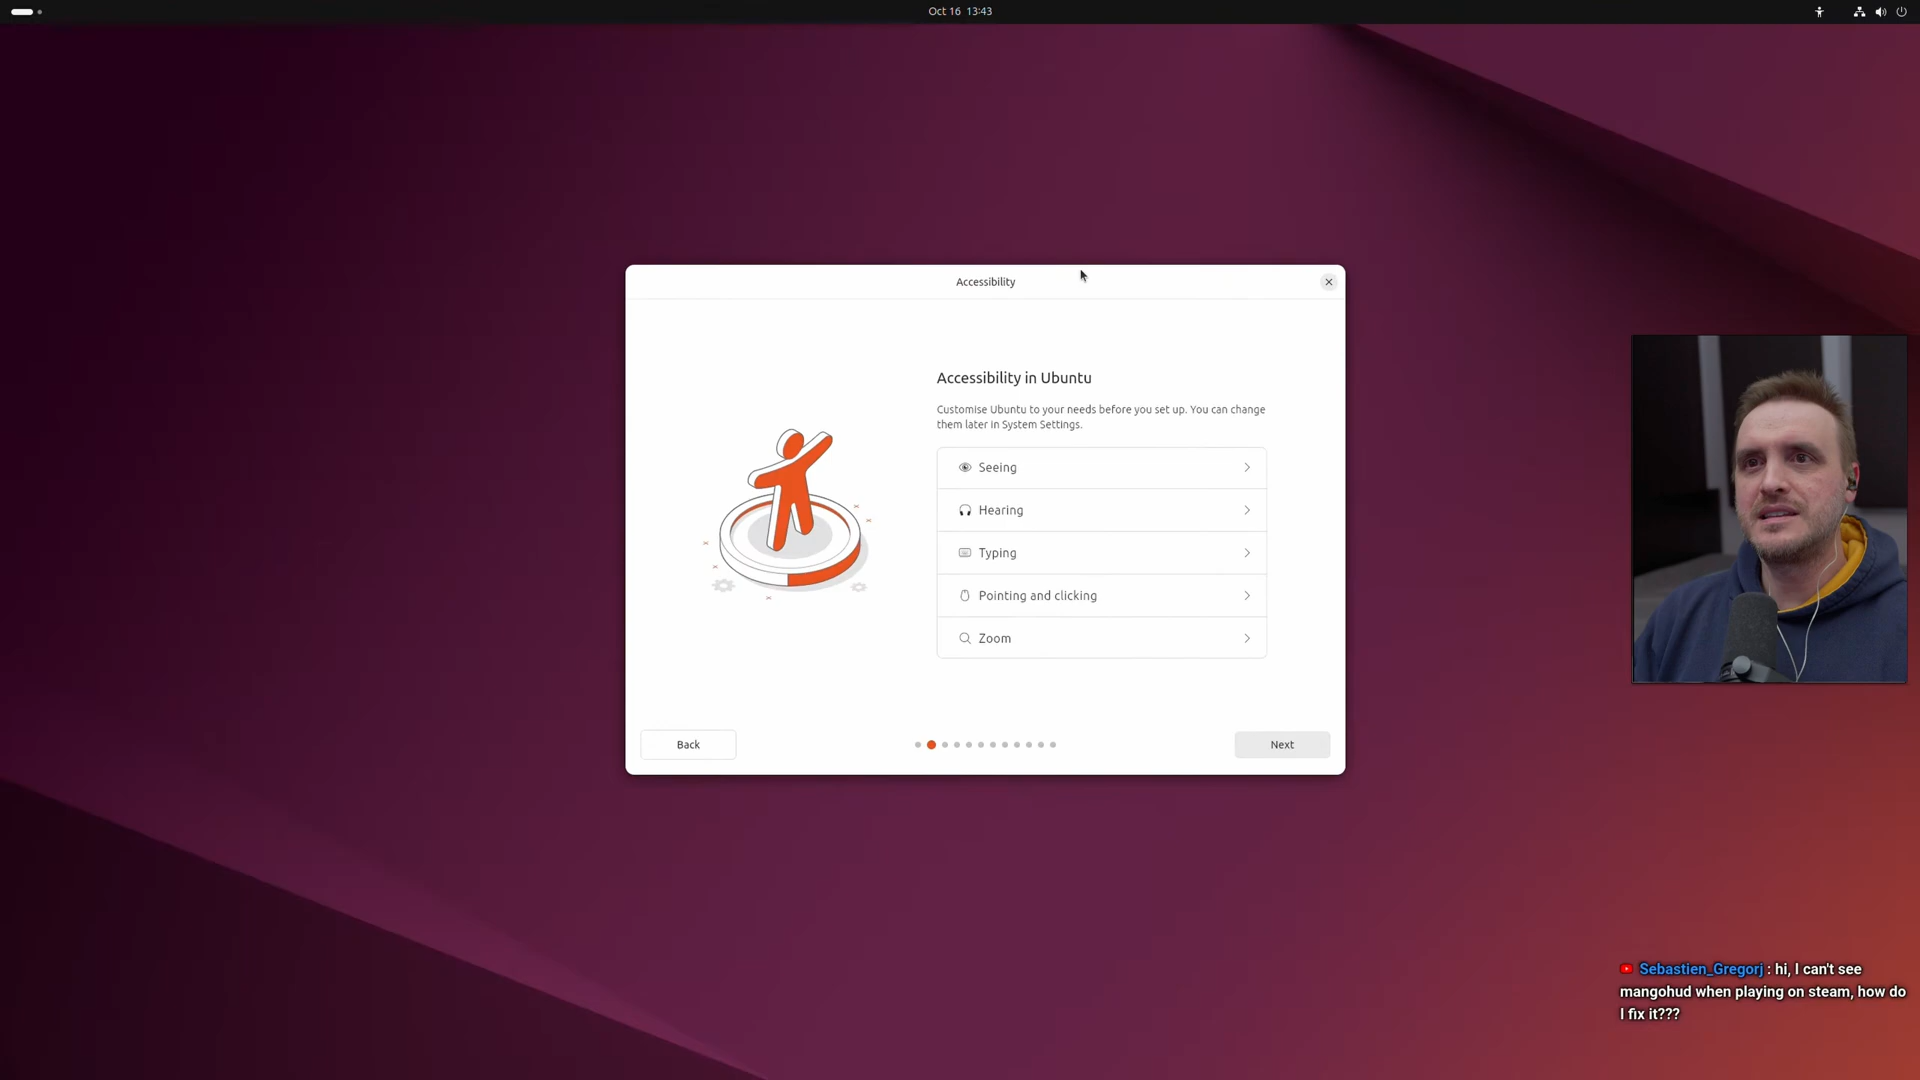 Oct 16 13:43
Accessibility
Accessibility in Ubuntu
Customise Ubuntu to your needs before you set up. You can change
them later in System Settings.
Seeing
Hearing
Typing
Pointing and clicking
Zoom
Back
Next
Sebastien_Gregorj : hi, I can't see
mangohud when playing on steam, how do
I fix it???